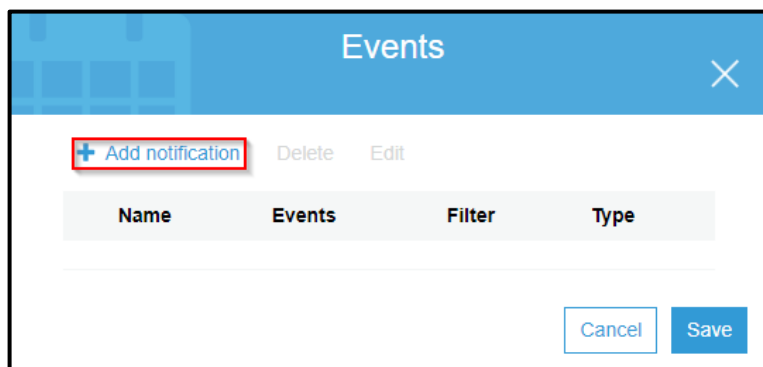 Events
+ Add notification Delete Edit
Name Events Filter Type
Cancel Save